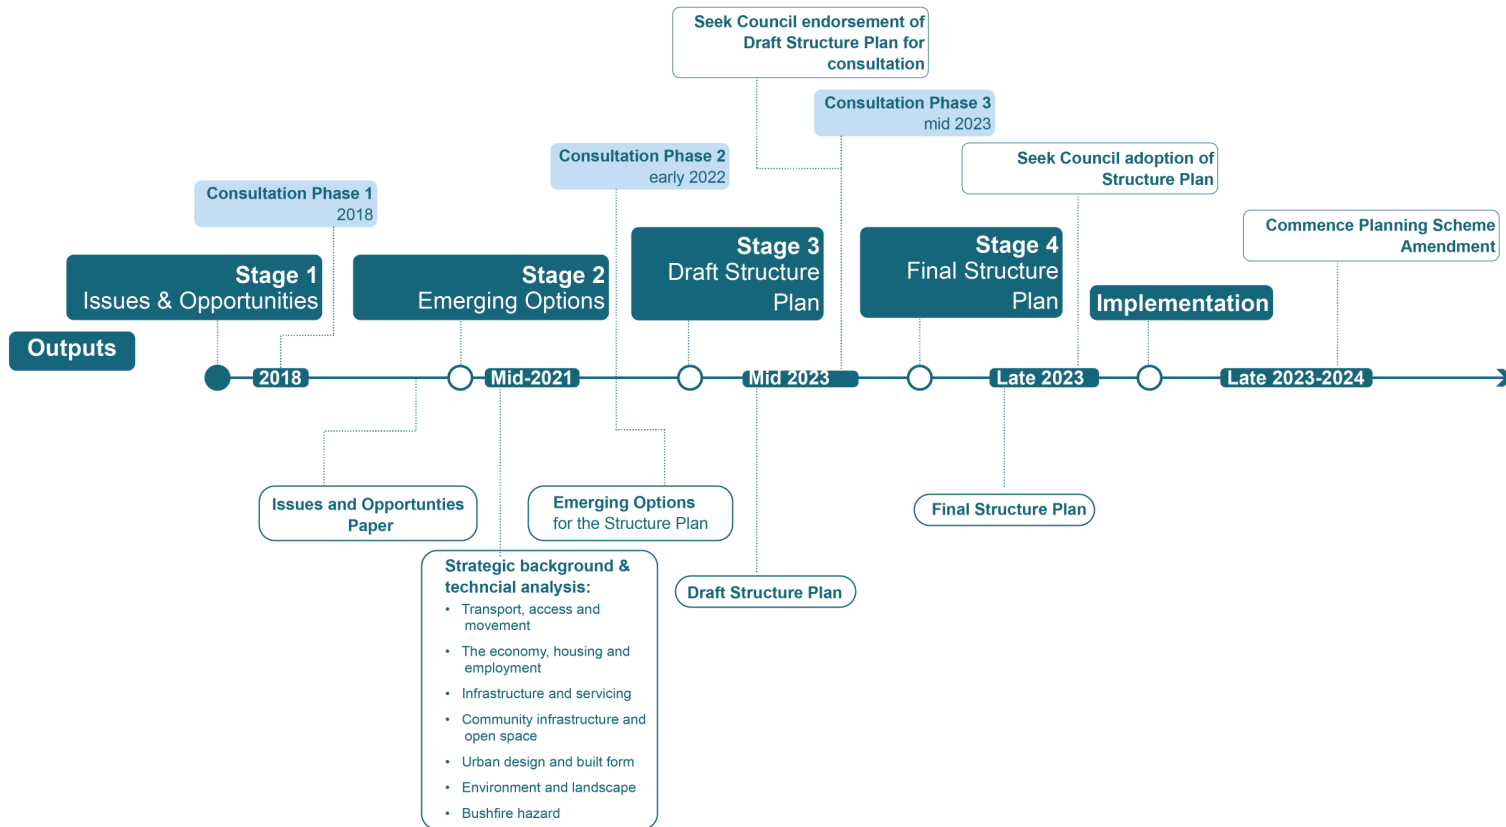 Seek Council endorsement of
Draft Structure Plan for
consultation
Consultation Phase 3
mid 2023
Consultation Phase 2
early 2022
Seek Council adoption of
Structure Plan
Consultation Phase 1
2018
Commence Planning Scheme
Amendment
Stage 1
Issues & Opportunities
Stage 2
Emerging Options
Stage 3
Draft Structure
Plan
Stage 4
Final Structure
Plan
Implementation
Outputs
2018
Mid-2021
Mid 2023
Late 2023
Late 2023-2024
Issues and Opportunties
Paper
Emerging Options
for the Structure Plan
Final Structure Plan
Strategic background &
techncial analysis:
• Transport, access and
movement
• The economy, housing and
employment
• Infrastructure and servicing
• Community infrastructure and
open space
• Urban design and built form
• Environment and landscape
• Bushfire hazard
Draft Structure Plan